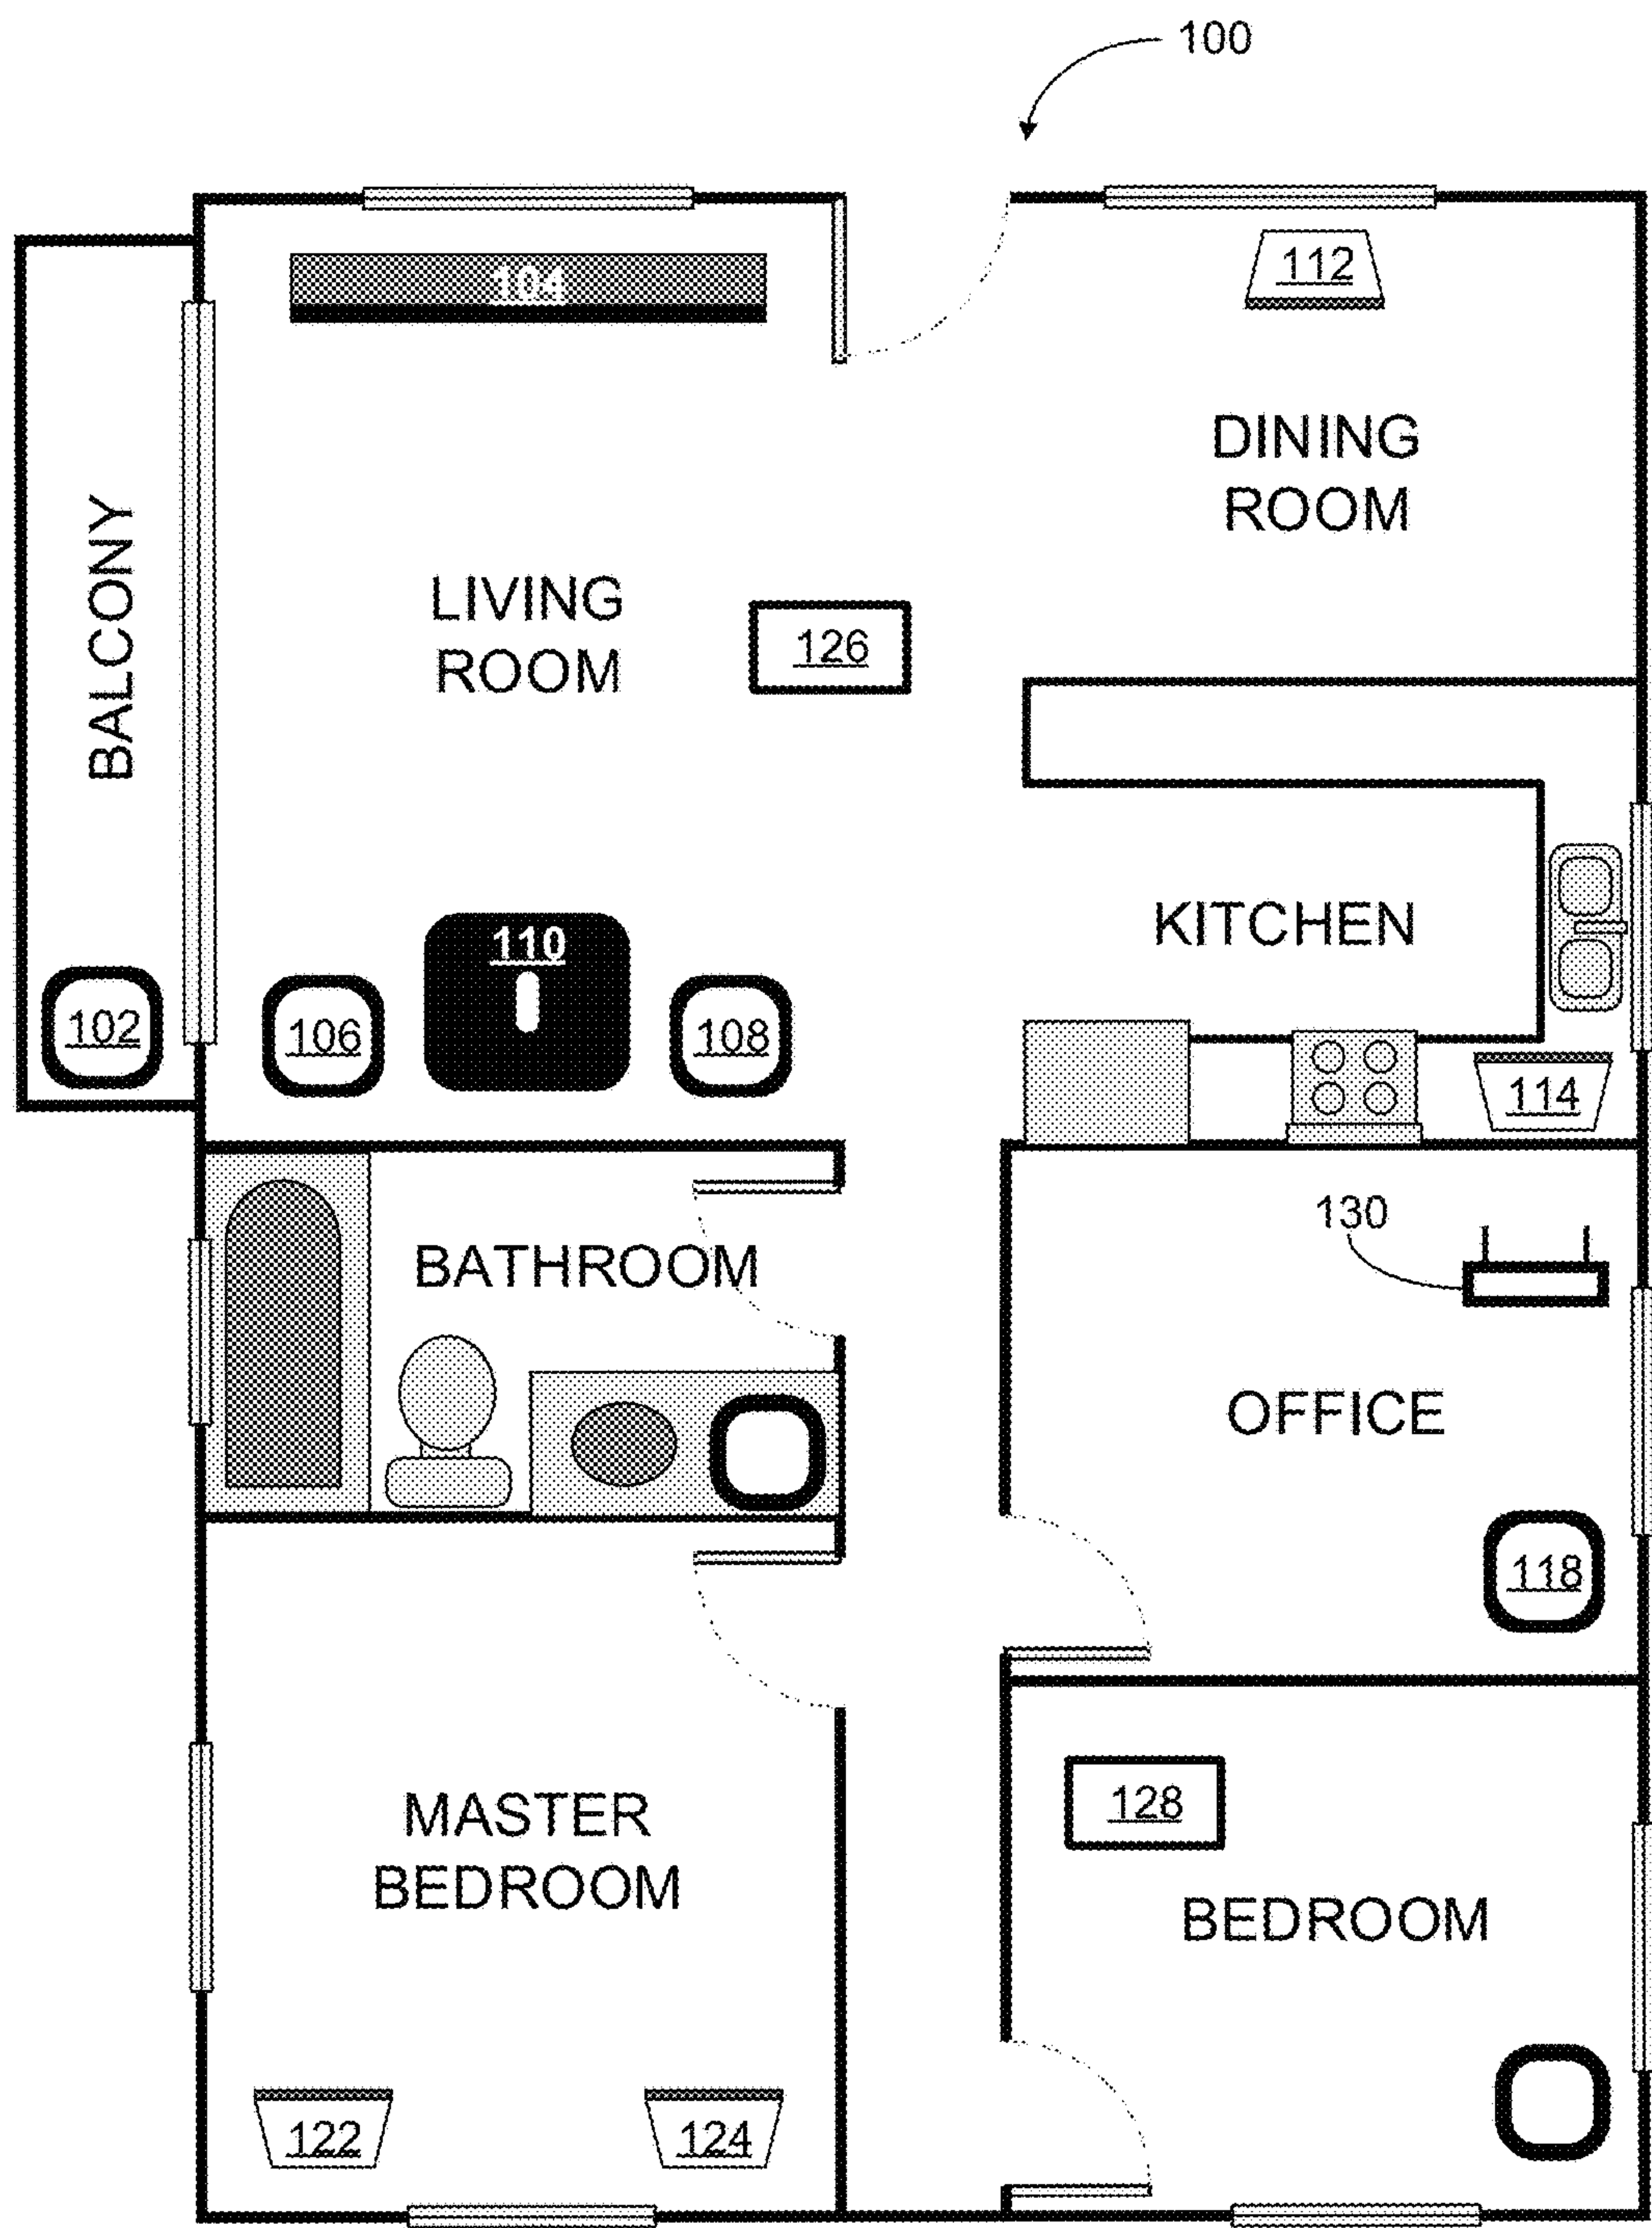 100
104
112
DINING
ROOM
BALCONY
LIVING
ROOM
126
KITCHEN
110
102
106
108
114
130
BATHROOM
OFFICE
118
128
MASTER
BEDROOM
BEDROOM
122
124